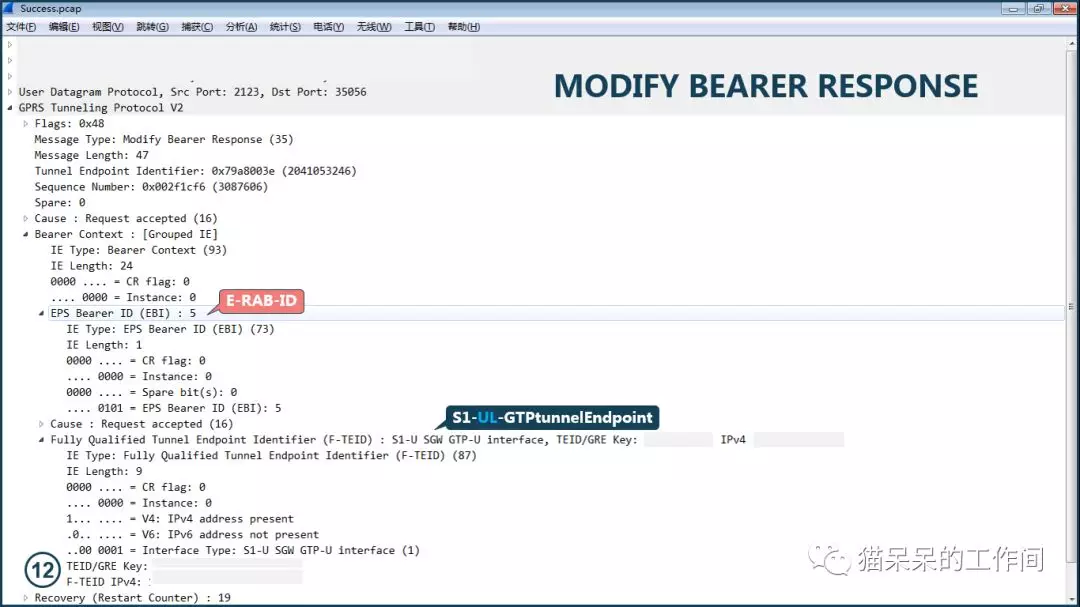 Success.pcap
文件(F) 编辑(E) 视图(V) 跳转(G) 捕获(C) 分析(A) 统计(S) 电话(Y) 无线(W) 工具(T) 帮助(H)
User Datagram Protocol, Src Port: 2123, Dst Port: 35056
MODIFY BEARER RESPONSE
GPRS Tunneling Protocol V2
Flags: 0x48
Message Type: Modify Bearer Response (35)
Message Length: 47
Tunnel Endpoint Identifier: 0x79a8003e (2041053246)
Sequence Number: 0x002f1cf6 (3087606)
Spare: 0
Cause : Request accepted (16)
Bearer Context : [Grouped IE]
IE Type: Bearer Context (93)
IE Length: 24
0000 .... = CR flag: 0
.... 0000 = Instance: 0
E-RAB-ID
EPS Bearer ID (EBI) : 5
IE Type: EPS Bearer ID (EBI) (73)
IE Length: 1
0000 .... = CR flag: 0
.... 0000 = Instance: 0
0000 .... = Spare bit(s): 0
.... 0101 = EPS Bearer ID (EBI): 5
S1-UL-GTPtunnelEndpoint
Cause : Request accepted (16)
Fully Qualified Tunnel Endpoint Identifier (F-TEID) : S1-U SGW GTP-U interface, TEID/GRE Key: IPv4
IE Type: Fully Qualified Tunnel Endpoint Identifier (F-TEID) (87)
IE Length: 9
0000 .... = CR flag: 0
.... 0000 = Instance: 0
1... .... = V4: IPv4 address present
.0.. .... = V6: IPv6 address not present
..00 0001 = Interface Type: S1-U SGW GTP-U interface (1)
12
TEID/GRE Key:
F-TEID IPv4:
Recovery (Restart Counter) : 19
猫呆呆的工作间